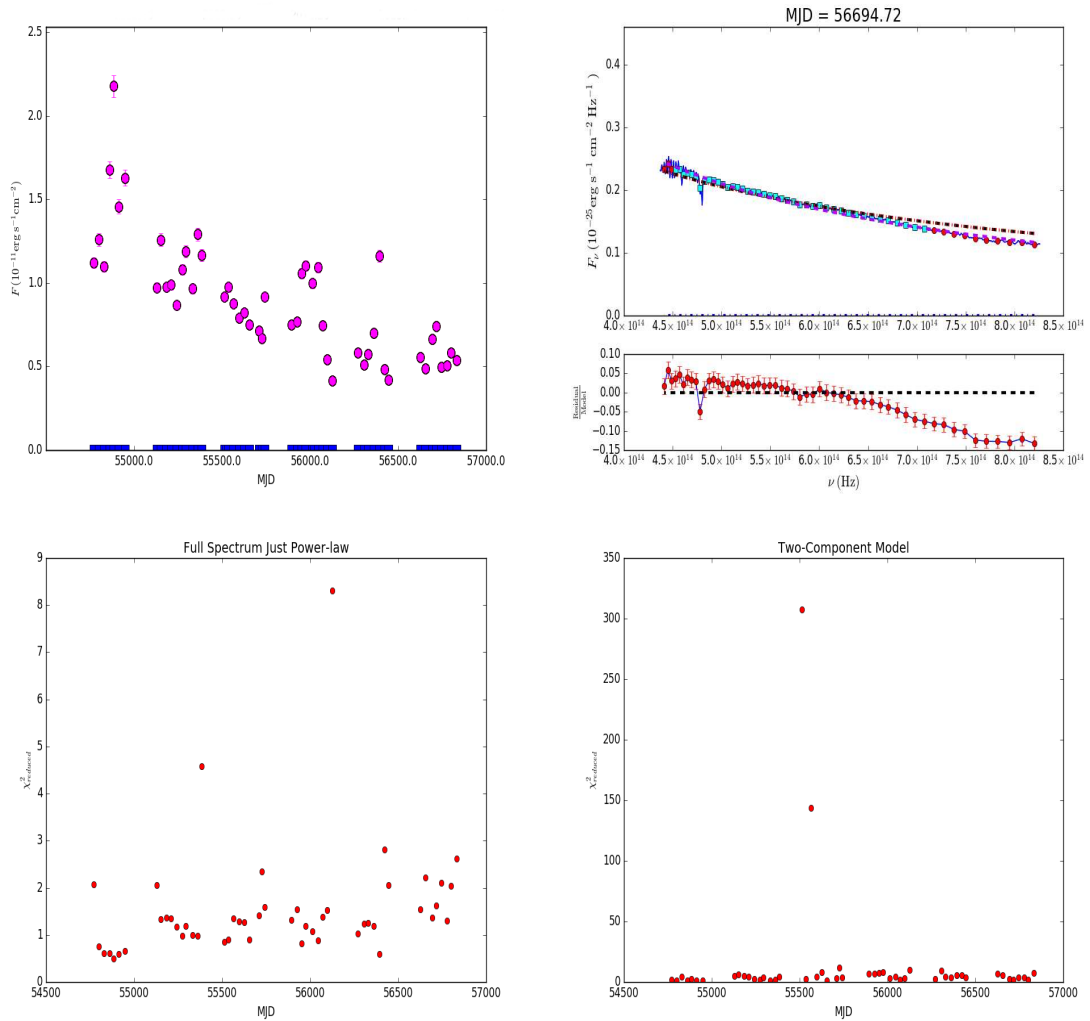 2.5
2.0
1.5
1.0
0.5
0.0
F (10⁻¹¹erg s⁻¹cm⁻²)
55000.0 55500.0 56000.0 56500.0 57000.0
MJD
MJD = 56694.72
0.4
0.3
0.2
0.1
0.0
F_ν (10⁻²⁵erg s⁻¹ cm⁻² Hz⁻¹)
4.0 × 10¹⁴ 4.5 × 10¹⁴ 5.0 × 10¹⁴ 5.5 × 10¹⁴ 6.0 × 10¹⁴ 6.5 × 10¹⁴ 7.0 × 10¹⁴ 7.5 × 10¹⁴ 8.0 × 10¹⁴ 8.5 × 10¹⁴
0.10
0.05
0.00
−0.05
−0.10
−0.15
Residual
Model
4.0 × 10¹⁴ 4.5 × 10¹⁴ 5.0 × 10¹⁴ 5.5 × 10¹⁴ 6.0 × 10¹⁴ 6.5 × 10¹⁴ 7.0 × 10¹⁴ 7.5 × 10¹⁴ 8.0 × 10¹⁴ 8.5 × 10¹⁴
ν (Hz)
Full Spectrum Just Power-law
9
8
7
6
5
4
3
2
1
0
χ²_reduced
54500 55000 55500 56000 56500 57000
MJD
Two-Component Model
350
300
250
200
150
100
50
0
χ²_reduced
54500 55000 55500 56000 56500 57000
MJD